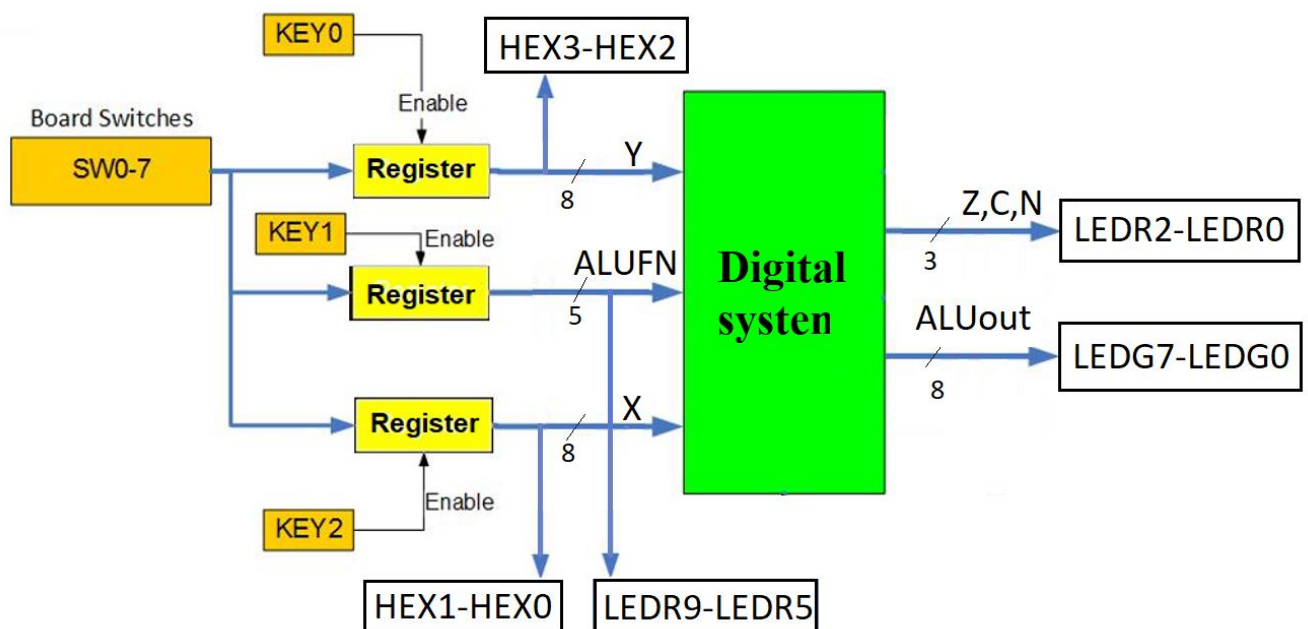 KEY0
HEX3-HEX2
Enable
Board Switches
SW0-7
Register
Y
8
KEY1
Enable
Z,C,N
LEDR2-LEDR0
3
ALUFN
Register
5
Digital
systen
ALUout
LEDG7-LEDG0
8
Register
X
8
Enable
KEY2
HEX1-HEX0
LEDR9-LEDR5